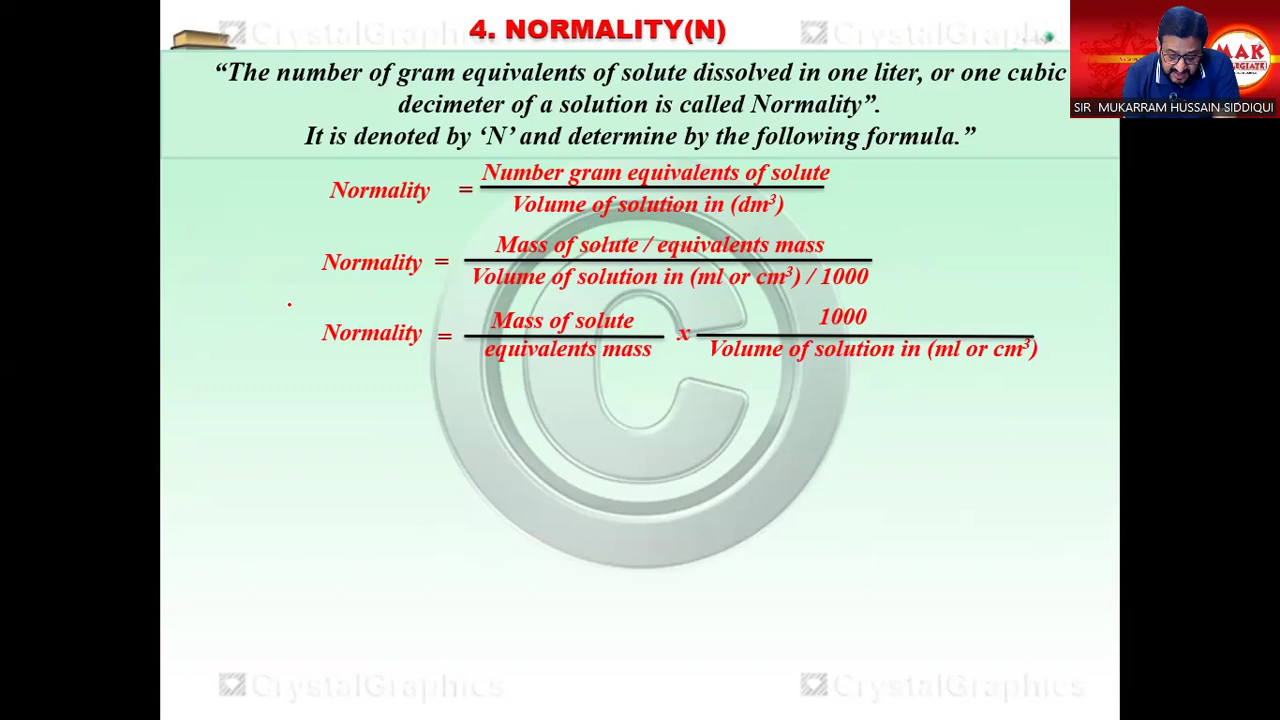 4. NORMALITY(N)
“The number of gram equivalents of solute dissolved in one liter, or one cubic
decimeter of a solution is called Normality”.
It is denoted by ‘N’ and determine by the following formula.”
Normality = Number gram equivalents of solute
Volume of solution in (dm³)
Normality = Mass of solute / equivalents mass
Volume of solution in (ml or cm³) / 1000
Normality = Mass of solute x 1000
equivalents mass Volume of solution in (ml or cm³)
MAK
SIR MUKARRAM HUSSAIN SIDDIQUI
CrystalGraphics
CrystalGraphics
CrystalGraphics
CrystalGraphics